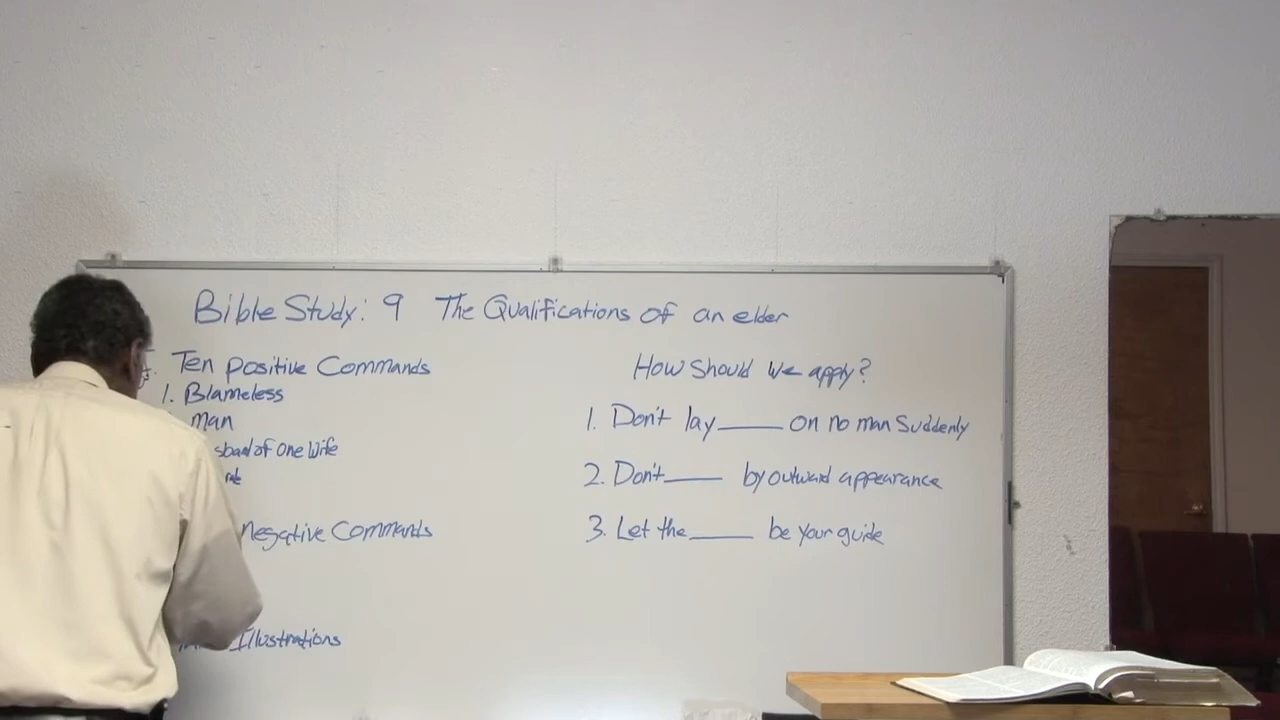 Bible Study: 9 The Qualifications of an elder
Ten Positive Commands
1. Blameless
Man
sband of One Wife
Negative Commands
Illustrations
How Should We apply?
1. Don't lay ____ on no man Suddenly
2. Don't ____ by outward appearance
3. Let the ____ be your guide